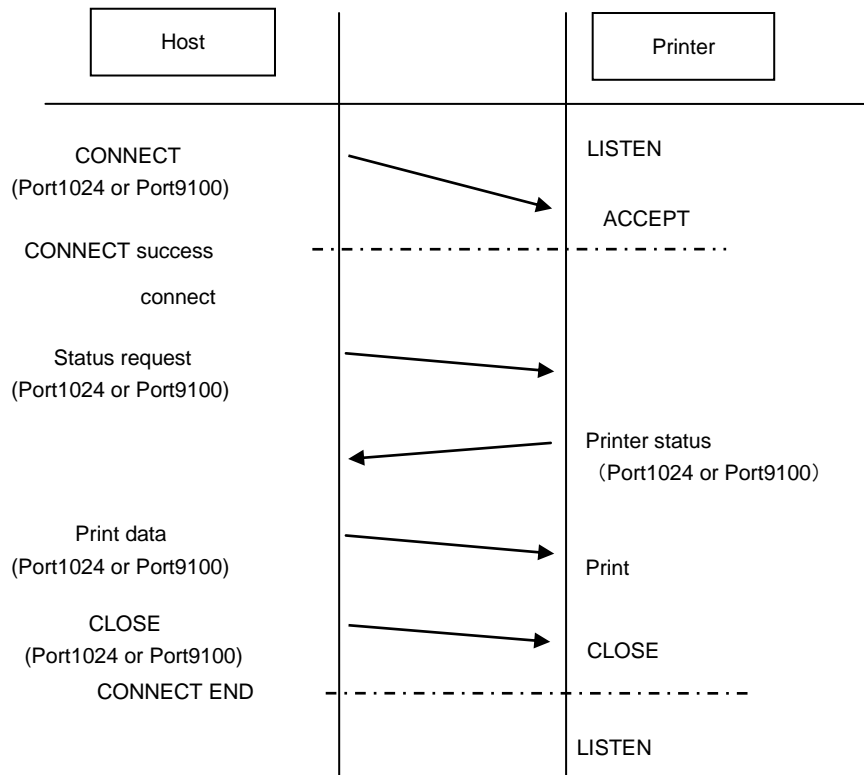 Host
Printer
CONNECT
(Port1024 or Port9100)
LISTEN
ACCEPT
CONNECT success
connect
Status request
(Port1024 or Port9100)
Printer status
（Port1024 or Port9100）
Print data
(Port1024 or Port9100)
Print
CLOSE
(Port1024 or Port9100)
CLOSE
CONNECT END
LISTEN